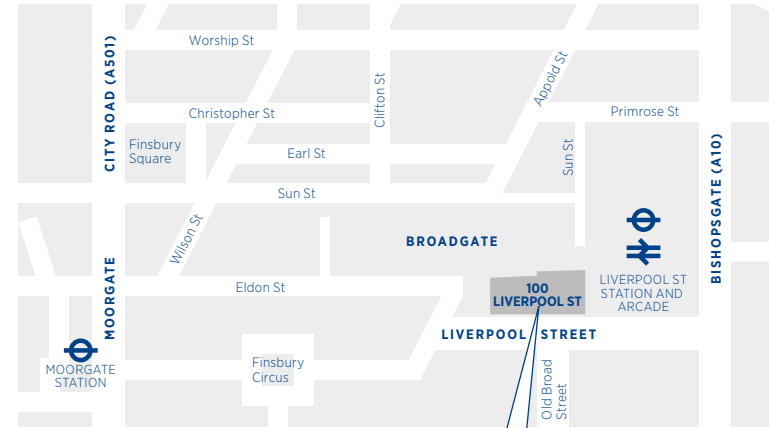 Worship St
CITY ROAD (A501)
Clifton St
Appold St
Christopher St
Primrose St
Finsbury
Square
Earl St
Sun St
BISHOPSGATE (A10)
Sun St
Wilson St
BROADGATE
MOORGATE
Eldon St
LIVERPOOL ST
STATION AND
ARCADE
100
LIVERPOOL ST
LIVERPOOL STREET
MOORGATE
STATION
Finsbury
Circus
Old Broad
Street